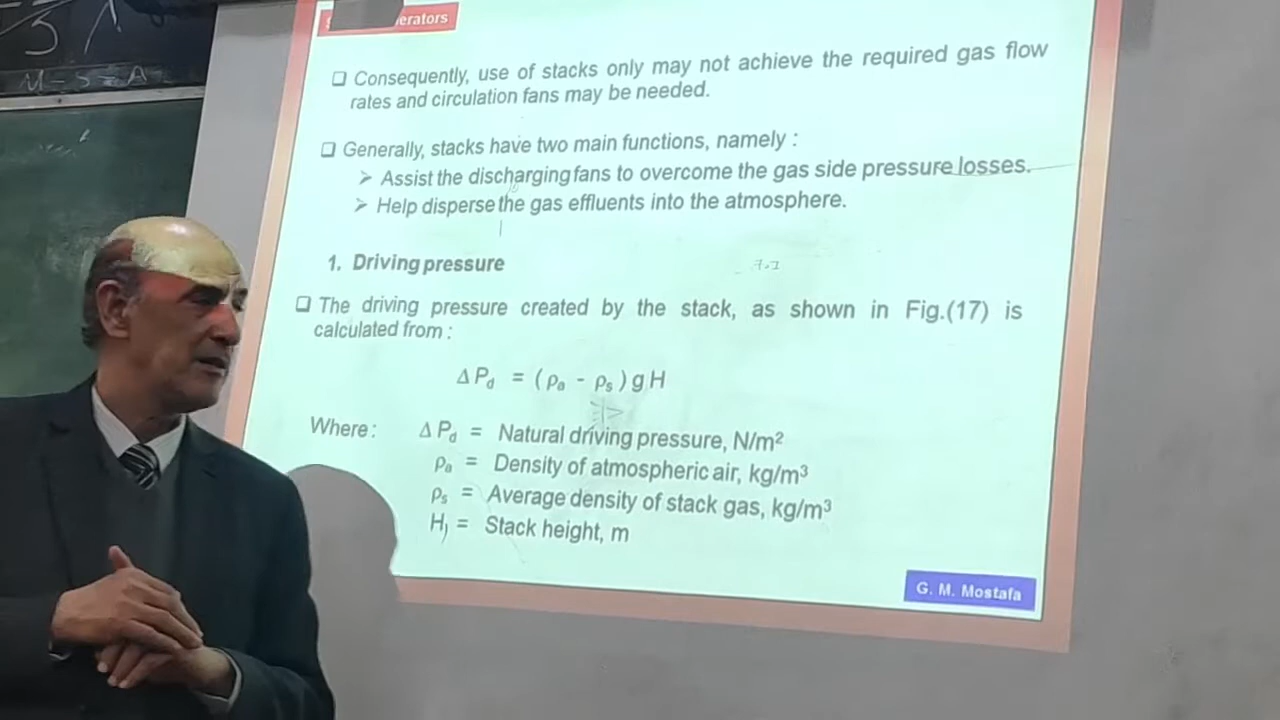 erators
❑ Consequently, use of stacks only may not achieve the required gas flow
rates and circulation fans may be needed.
❑ Generally, stacks have two main functions, namely :
➢ Assist the discharging fans to overcome the gas side pressure losses.
➢ Help disperse the gas effluents into the atmosphere.
1. Driving pressure
❑ The driving pressure created by the stack, as shown in Fig.(17) is
calculated from :
Δ Pd = ( ρa - ρs ) g H
Where : Δ Pd = Natural driving pressure, N/m²
ρa = Density of atmospheric air, kg/m³
ρs = Average density of stack gas, kg/m³
H = Stack height, m
G. M. Mostafa